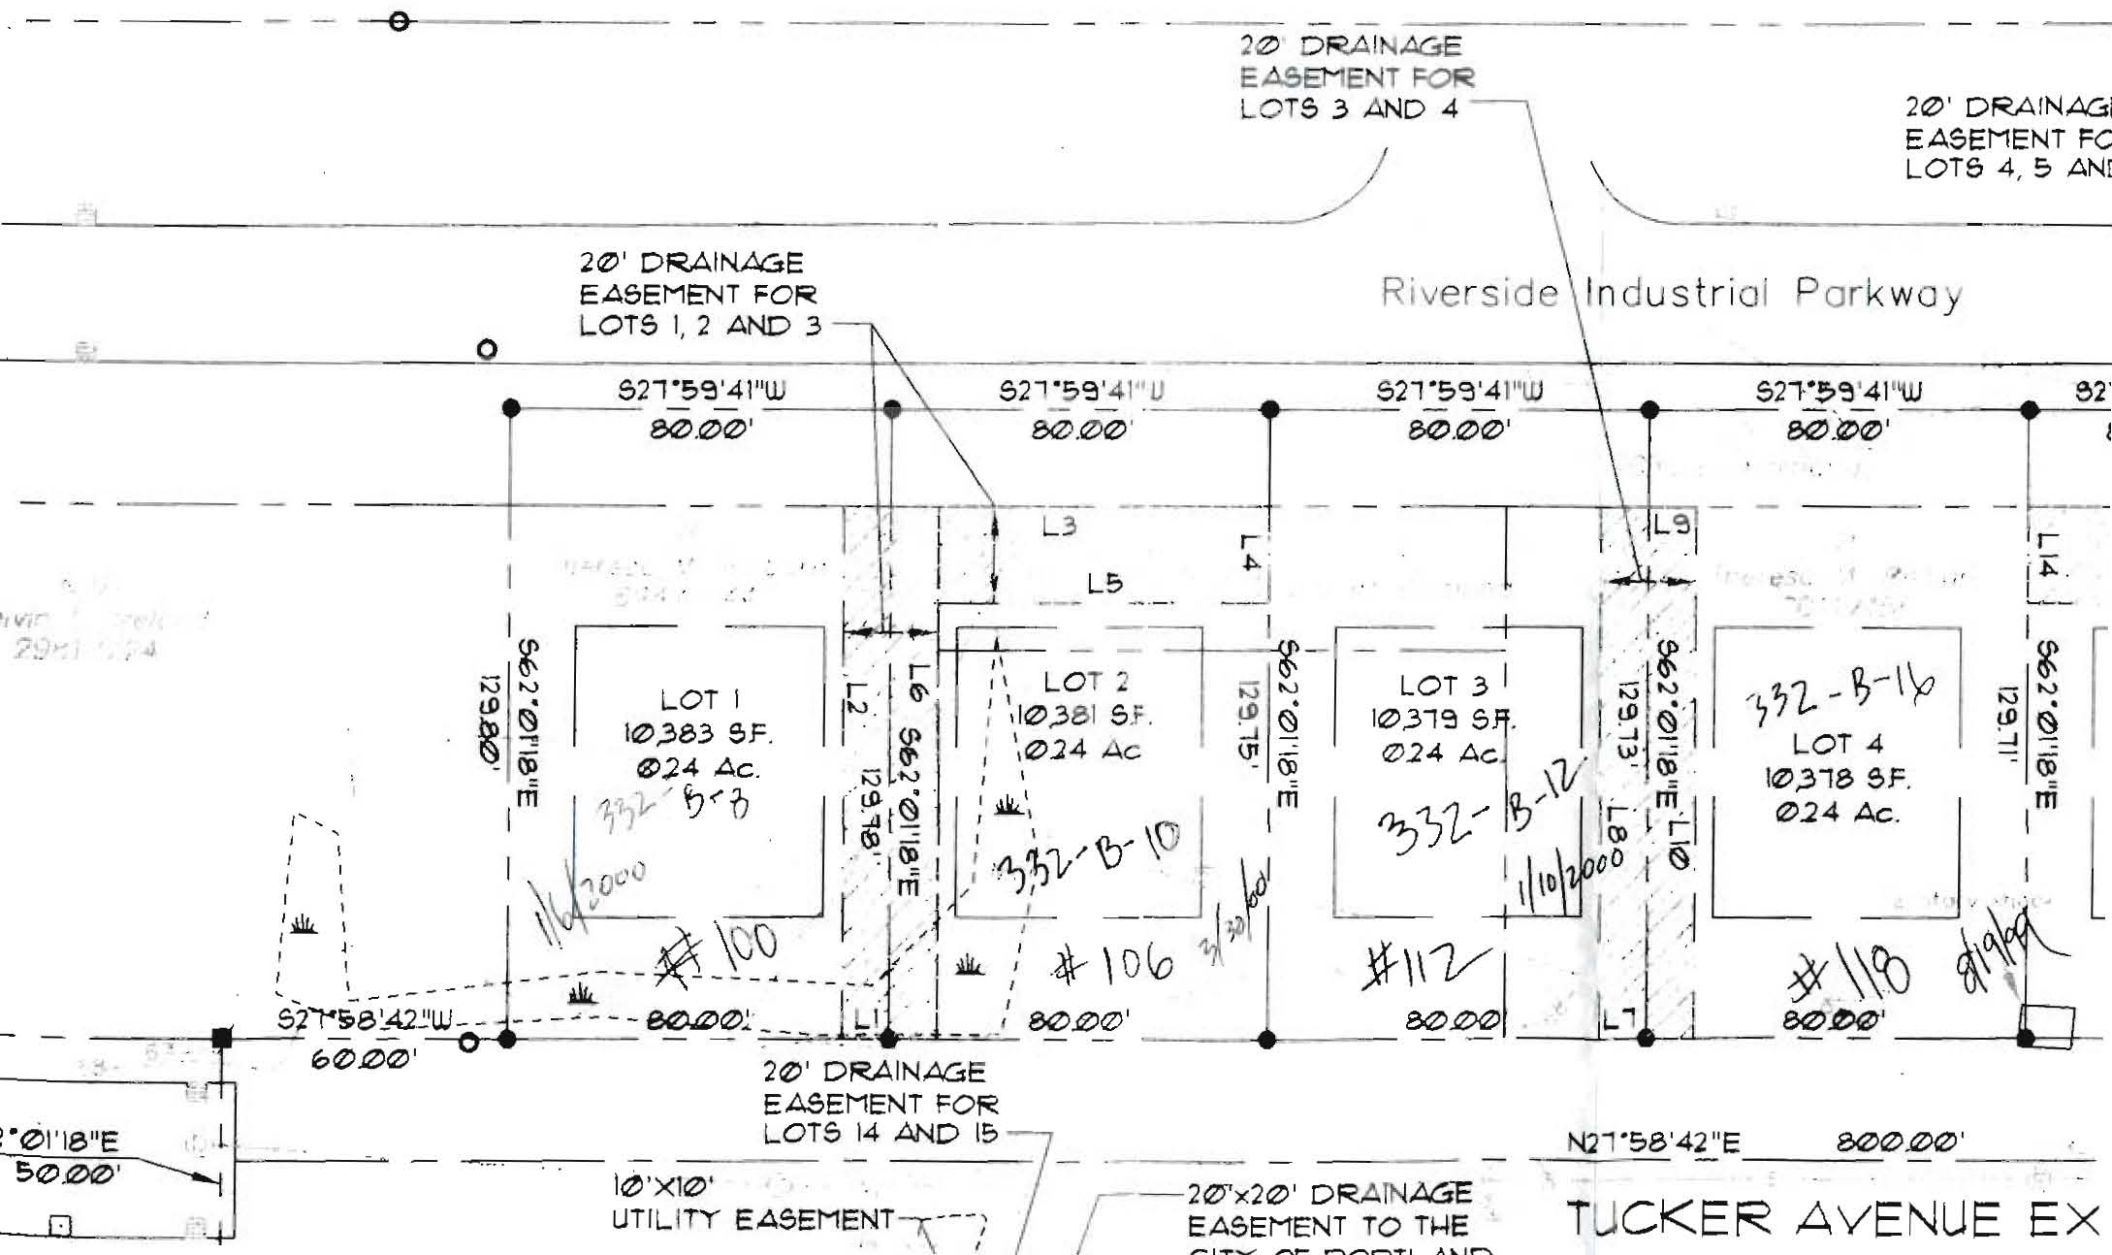 20' DRAINAGE
EASEMENT FOR
LOTS 3 AND 4
20' DRAINAGE
EASEMENT FO
LOTS 4, 5 AND
20' DRAINAGE
EASEMENT FOR
LOTS 1, 2 AND 3
Riverside Industrial Parkway
S27°59'41"W
80.00'
S27°59'41"W
80.00'
S27°59'41"W
80.00'
S27°59'41"W
80.00'
S27
L3
L4
L5
L9
L14
S62°01'18"E
129.80'
LOT 1
10,383 S.F.
0.24 Ac.
1/6/2000
# 100
L2
L6
S62°01'18"E
129.78'
LOT 2
10,381 S.F.
0.24 Ac
332-B-10
# 106
3/30/00
S62°01'18"E
129.75'
LOT 3
10,379 S.F.
0.24 Ac.
332-B-12
1/10/2000
#112
S62°01'18"E
129.73'
L8
L10
332-B-16
LOT 4
10,378 S.F.
0.24 Ac.
# 118
8/19/99
S62°01'18"E
129.71'
S27°58'42"W
60.00'
80.00'
L1
80.00'
80.00'
L7
80.00'
20' DRAINAGE
EASEMENT FOR
LOTS 14 AND 15
2°01'18"E
50.00'
N27°58'42"E 800.00'
10'X10'
UTILITY EASEMENT
20'x20' DRAINAGE
EASEMENT TO THE
CITY OF PORTLAND
TUCKER AVENUE EX